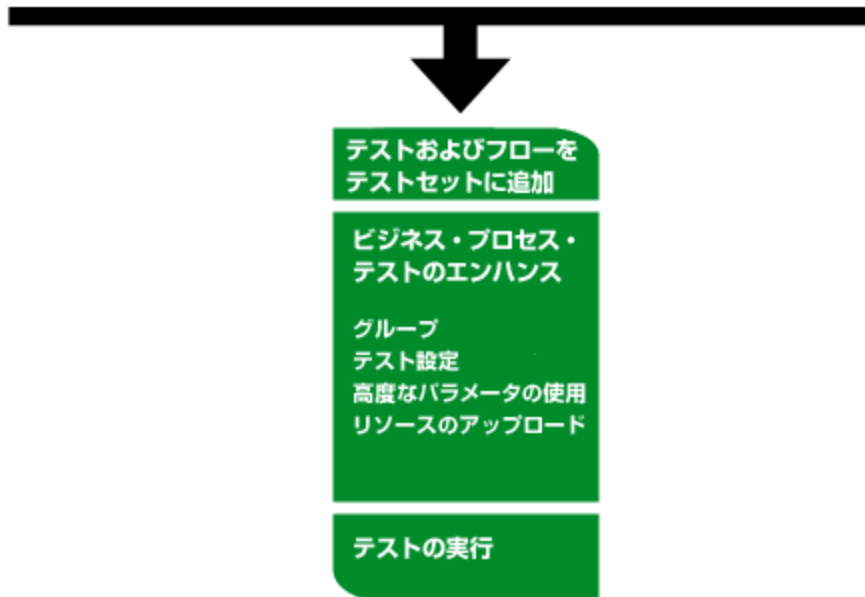 テストおよびフローを
テストセットに追加
ビジネス・プロセス・
テストのエンハンス
グループ
テスト設定
高度なパラメータの使用
リソースのアップロード
テストの実行